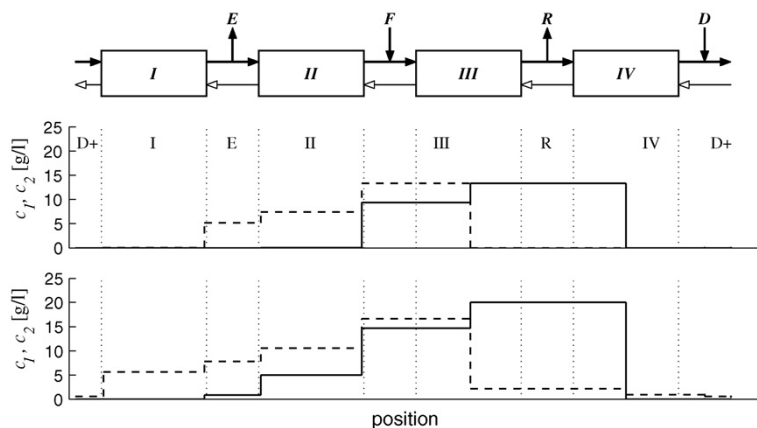 E F R D
I II III IV
25
20
15
10
5
0
c1, c2 [g/l]
D+ I E II III R IV D+
25
20
15
10
5
0
c1, c2 [g/l]
position